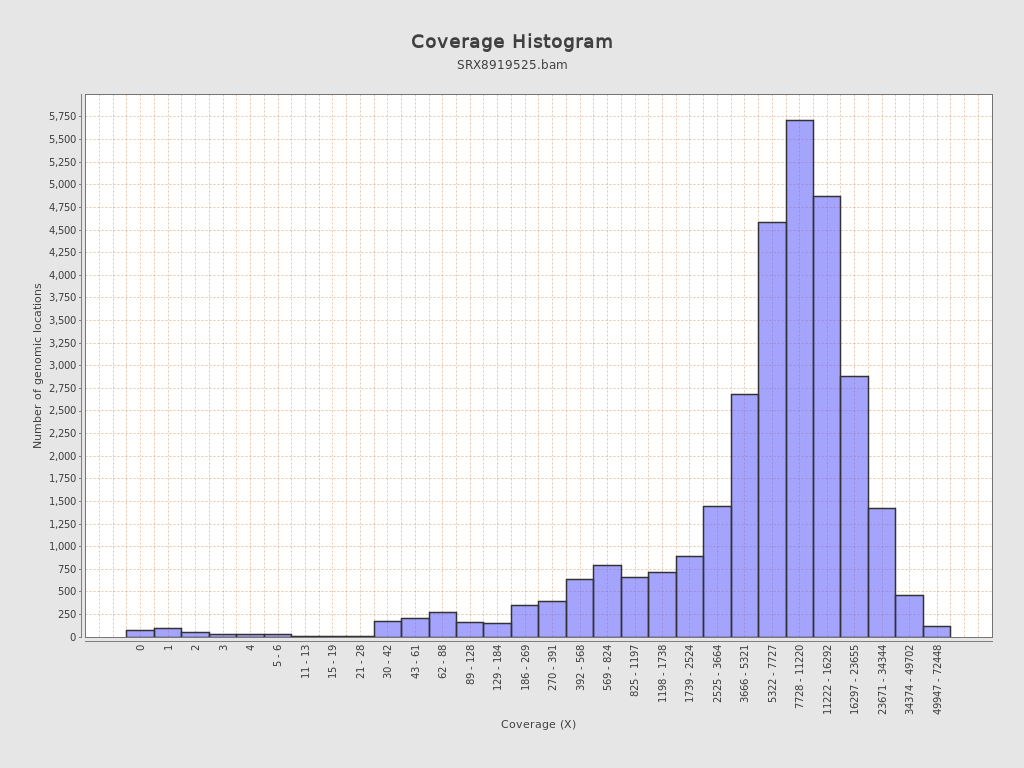 Coverage Histogram
SRX8919525.bam
Number of genomic locations
5,750
5,500
5,250
5,000
4,750
4,500
4,250
4,000
3,750
3,500
3,250
3,000
2,750
2,500
2,250
2,000
1,750
1,500
1,250
1,000
750
500
250
0
0
1
2
3
4
5 - 6
11 - 13
15 - 19
21 - 28
30 - 42
43 - 61
62 - 88
89 - 128
129 - 184
186 - 269
270 - 391
392 - 568
569 - 824
825 - 1197
1198 - 1738
1739 - 2524
2525 - 3664
3666 - 5321
5322 - 7727
7728 - 11220
11222 - 16292
16297 - 23655
23671 - 34344
34374 - 49702
49947 - 72448
Coverage (X)